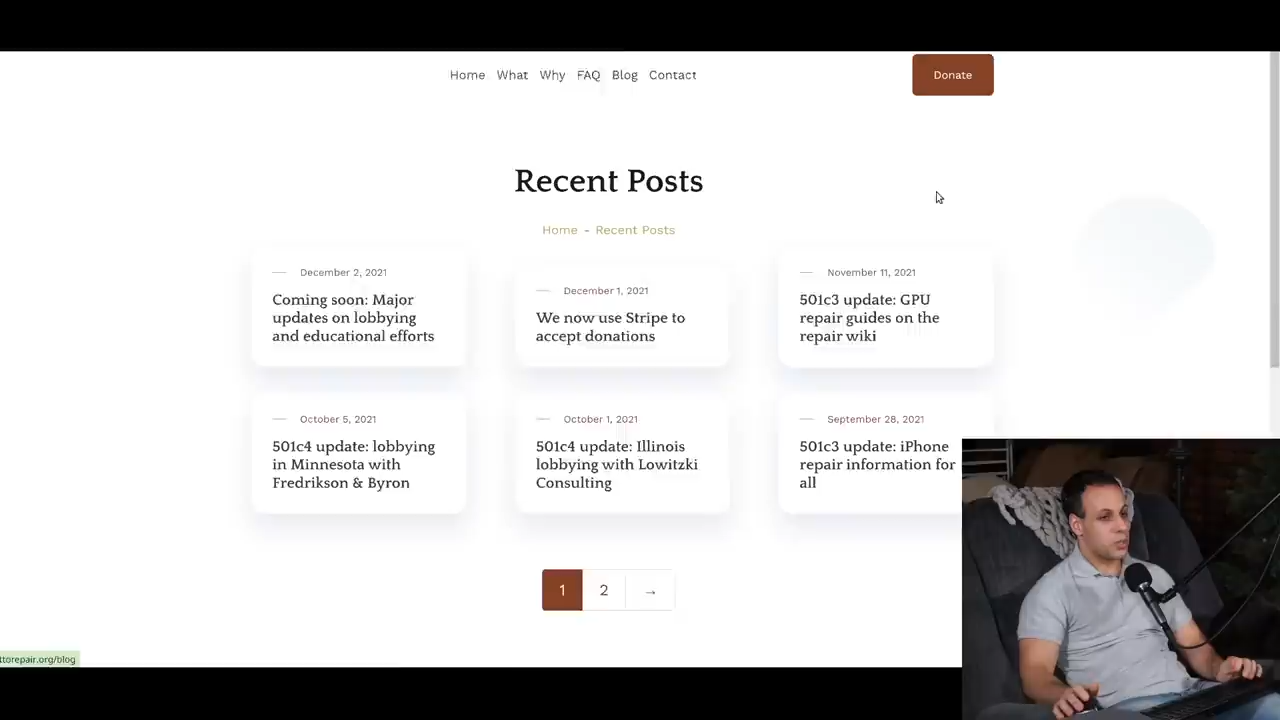 Home What Why FAQ Blog Contact
Donate
Recent Posts
Home - Recent Posts
December 2, 2021
Coming soon: Major
updates on lobbying
and educational efforts
December 1, 2021
We now use Stripe to
accept donations
November 11, 2021
501c3 update: GPU
repair guides on the
repair wiki
October 5, 2021
501c4 update: lobbying
in Minnesota with
Fredrikson & Byron
October 1, 2021
501c4 update: Illinois
lobbying with Lowitzki
Consulting
September 28, 2021
501c3 update: iPhone
repair information for
all
1 2 →
ttorepair.org/blog